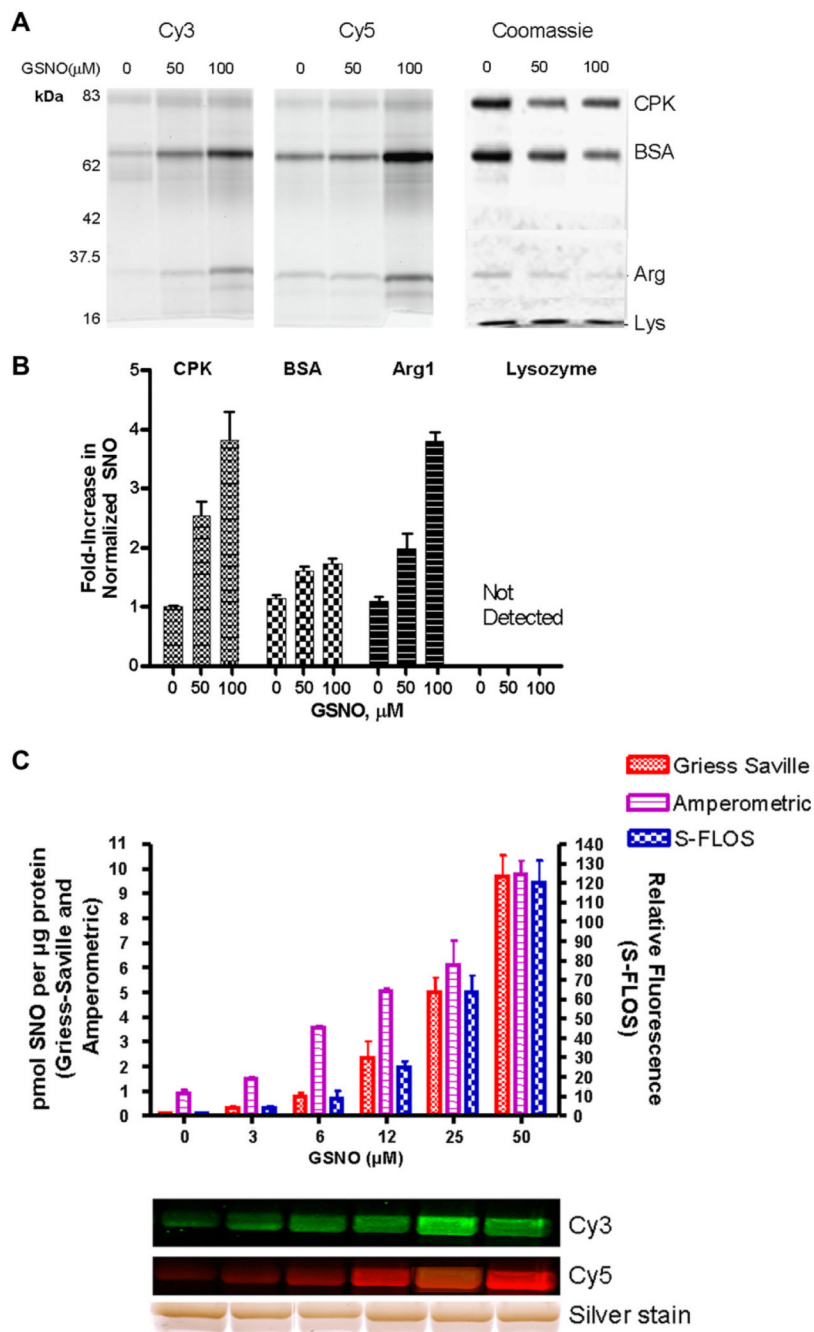 A
Cy3 Cy5 Coomassie
GSNO(µM) 0 50 100 0 50 100 0 50 100
kDa 83
CPK
BSA
62
42
37.5
Arg
16
Lys
B
CPK BSA Arg1 Lysozyme
Fold-Increase in
Normalized SNO
5
4
3
2
1
0
Not
Detected
0 50 100 0 50 100 0 50 100 0 50 100
GSNO, µM
C
Griess Saville
Amperometric
S-FLOS
pmol SNO per µg protein
(Griess-Saville and
Amperometric)
11
10
9
8
7
6
5
4
3
2
1
0
140
130
120
110
100
90
80
70
60
50
40
30
20
10
0
Relative Fluorescence
(S-FLOS)
0 3 6 12 25 50
GSNO (µM)
Cy3
Cy5
Silver stain